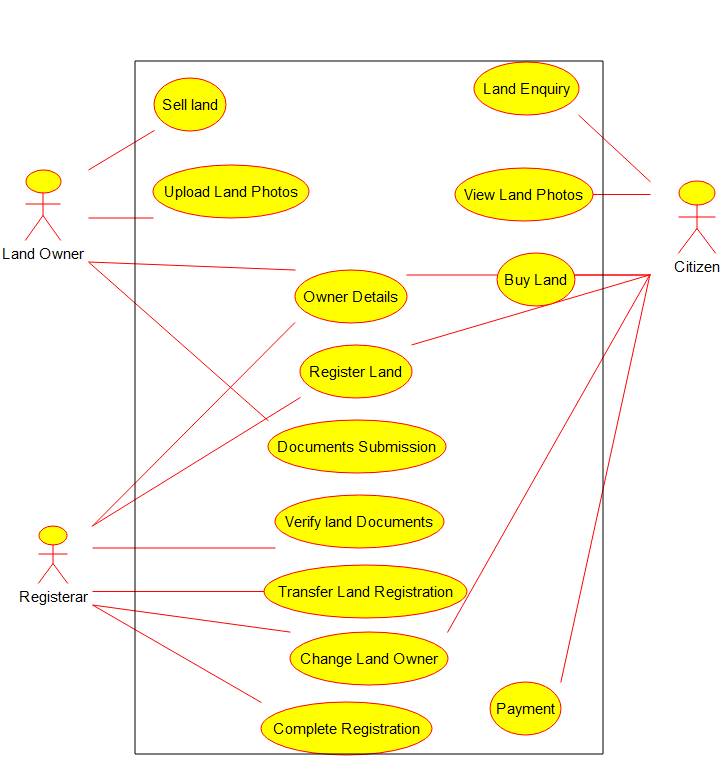 Land Enquiry
Sell land
Upload Land Photos
View Land Photos
Land Owner
Citizen
Buy Land
Owner Details
Register Land
Documents Submission
Verify land Documents
Registerar
Transfer Land Registration
Change Land Owner
Payment
Complete Registration